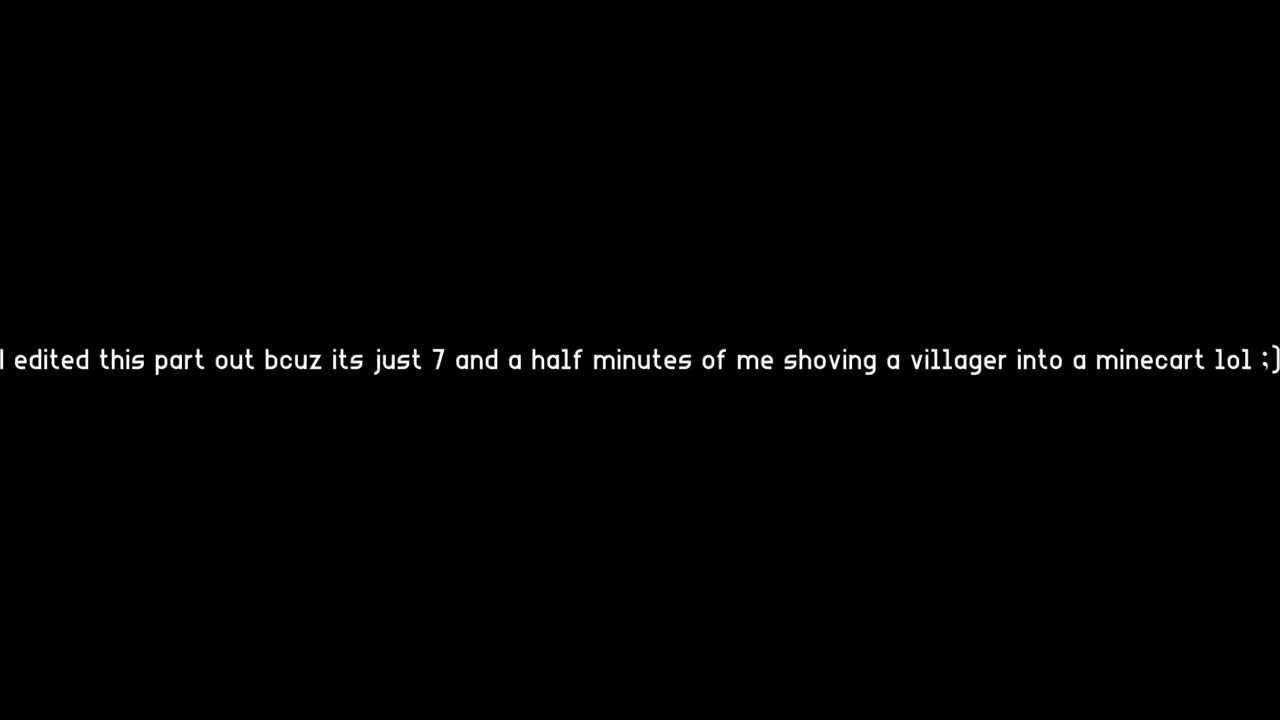 I edited this part out bcuz its just 7 and a half minutes of me shoving a villager into a minecart lol ;)